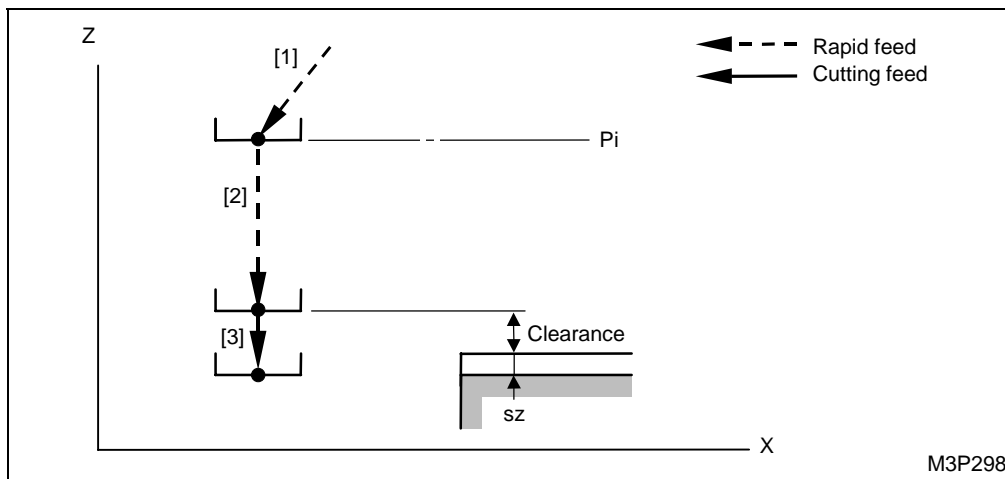 Z
[1]
Rapid feed
Cutting feed
Pi
[2]
[3]
Clearance
sz
X
M3P298